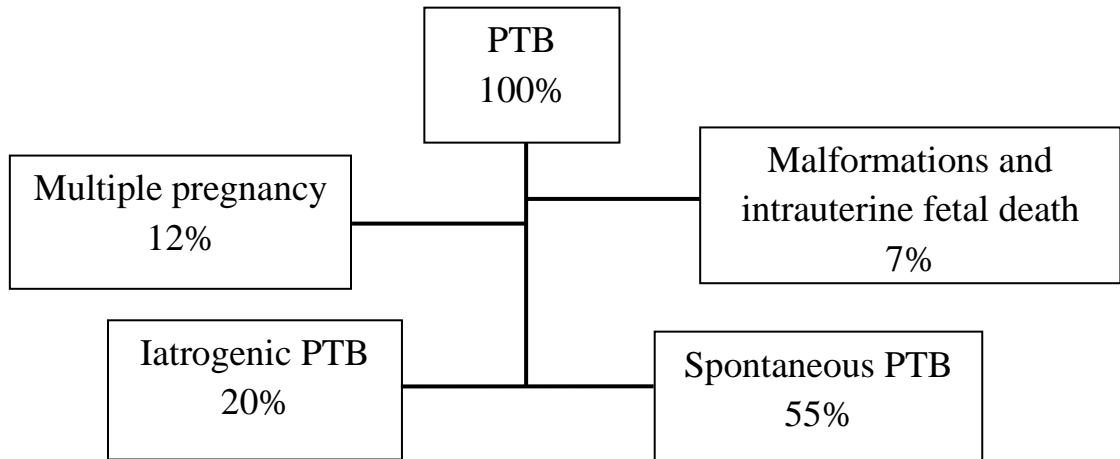 PTB
100%
Multiple pregnancy
12%
Malformations and
intrauterine fetal death
7%
Iatrogenic PTB
20%
Spontaneous PTB
55%